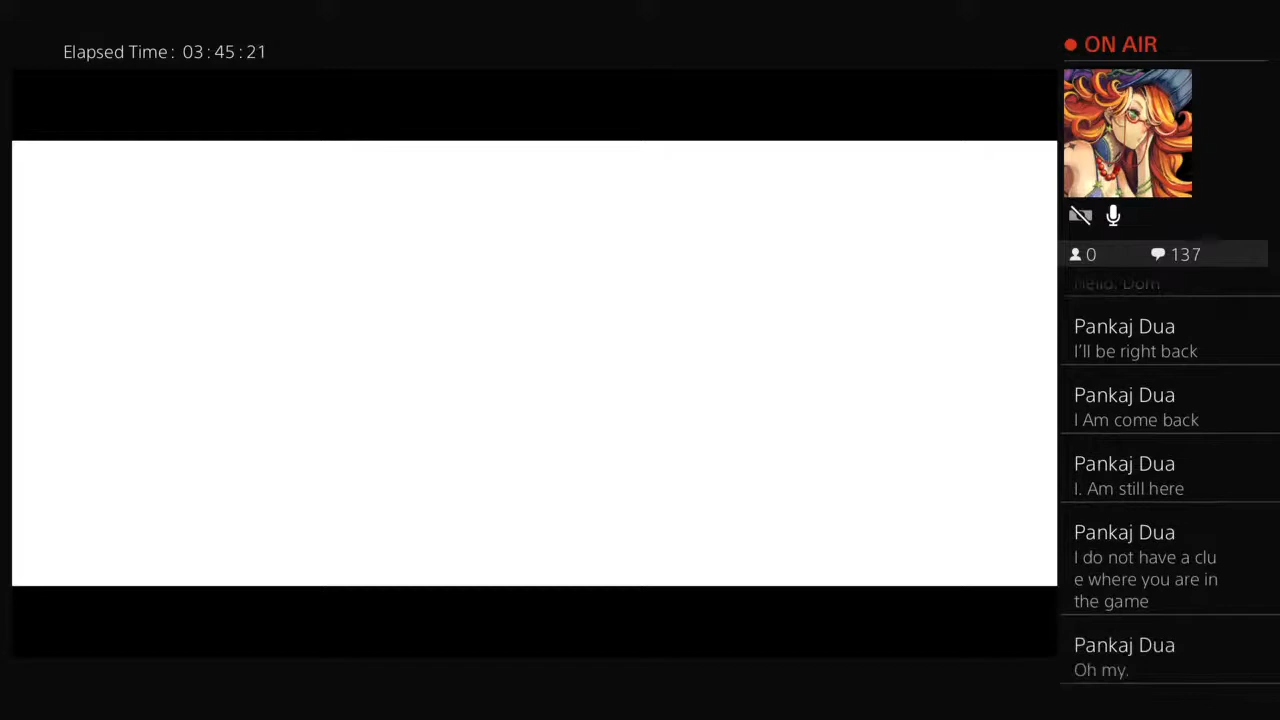 Elapsed Time: 03:45:21
ON AIR
0 137
hello. Dom
Pankaj Dua
I'll be right back
Pankaj Dua
I Am come back
Pankaj Dua
I. Am still here
Pankaj Dua
I do not have a clu
e where you are in
the game
Pankaj Dua
Oh my.